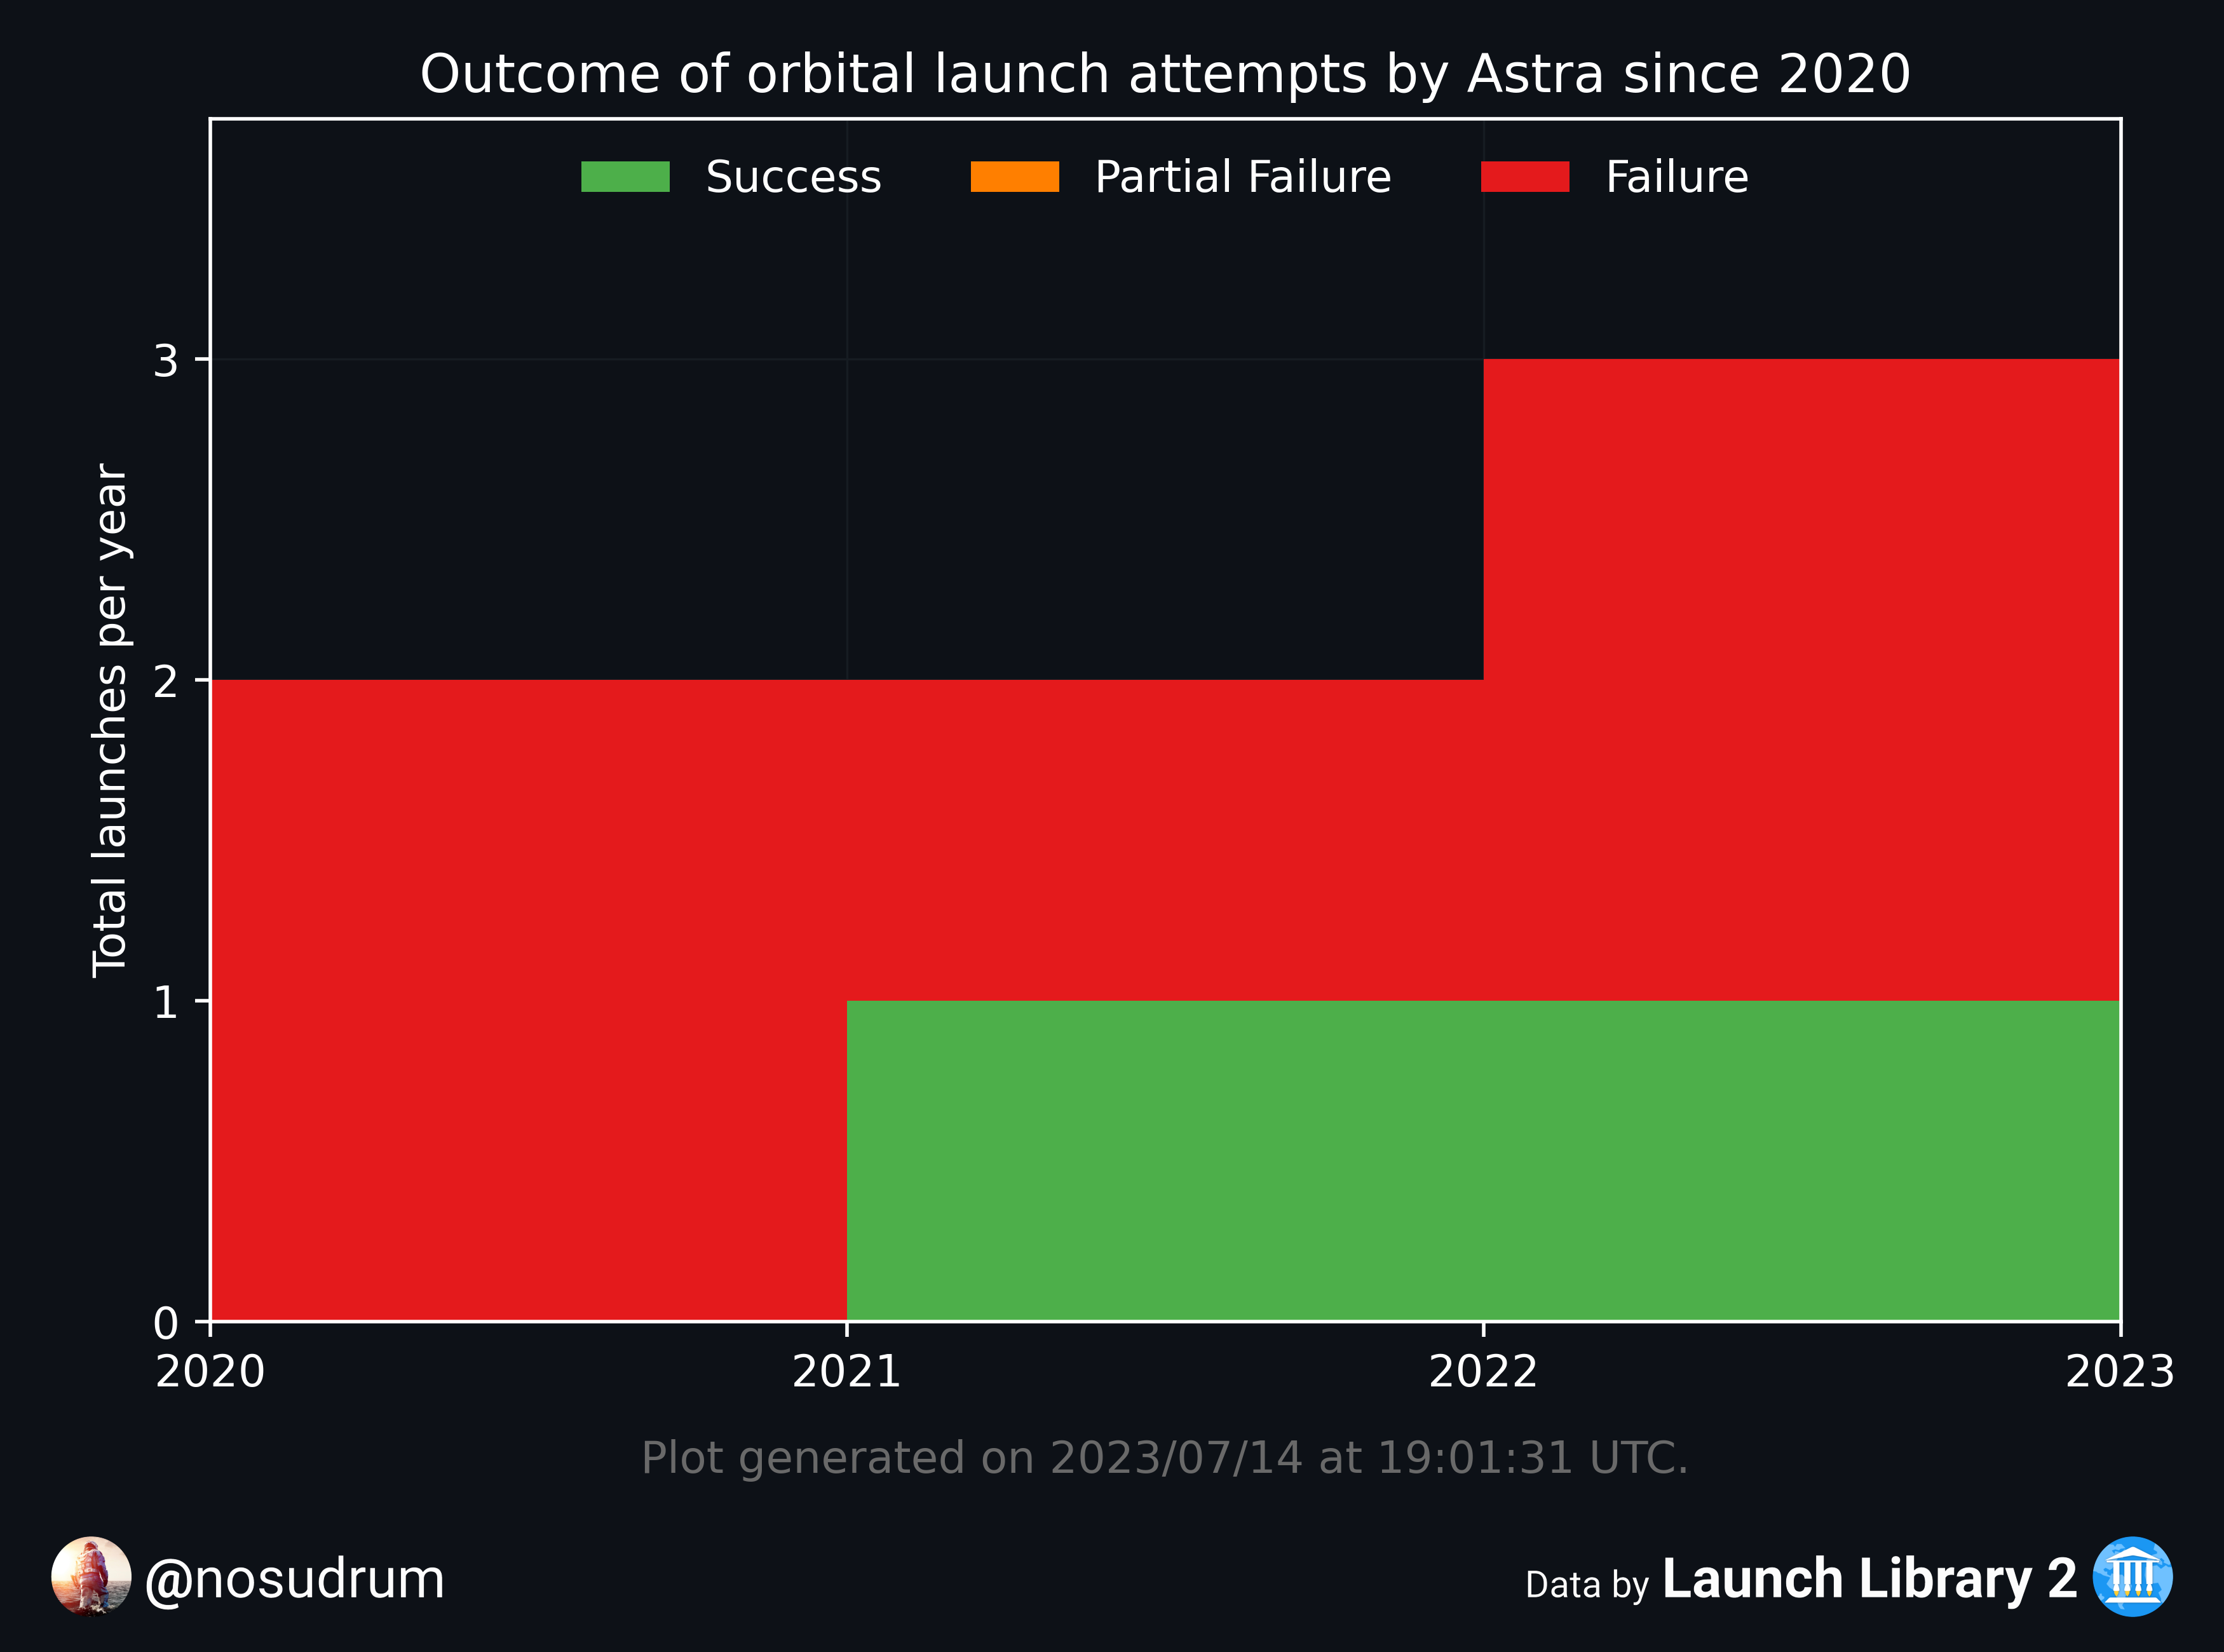 Outcome of orbital launch attempts by Astra since 2020
Success Partial Failure Failure
Total launches per year
3
2
1
0
2020 2021 2022 2023
Plot generated on 2023/07/14 at 19:01:31 UTC.
@nosudrum
Data by Launch Library 2